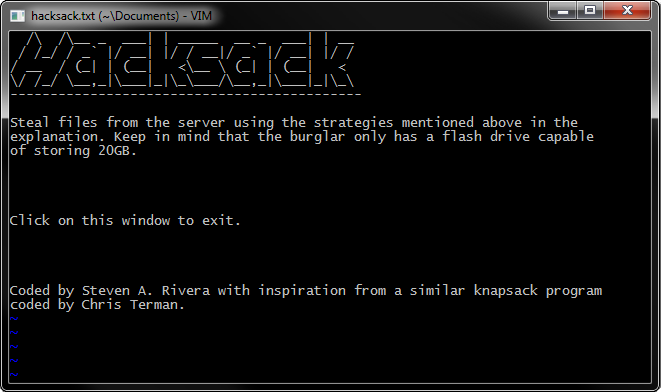 hacksack.txt (~\Documents) - VIM
Hacksack
Steal files from the server using the strategies mentioned above in the
explanation. Keep in mind that the burglar only has a flash drive capable
of storing 20GB.
Click on this window to exit.
Coded by Steven A. Rivera with inspiration from a similar knapsack program
coded by Chris Terman.
~
~
~
~
~